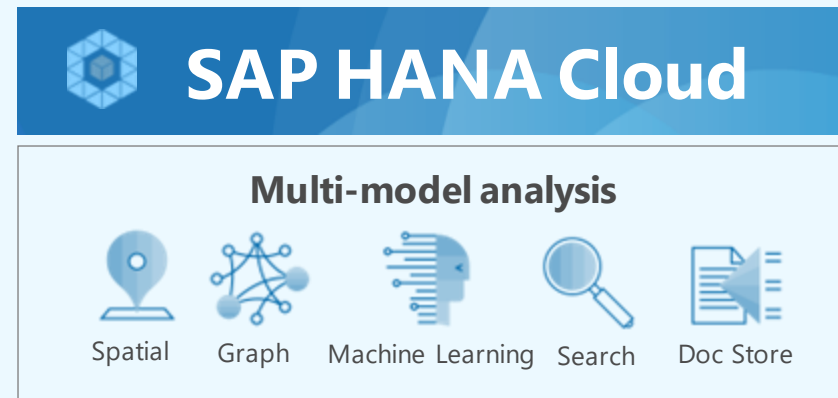 SAP HANA Cloud
Multi-model analysis
Spatial Graph Machine Learning Search Doc Store